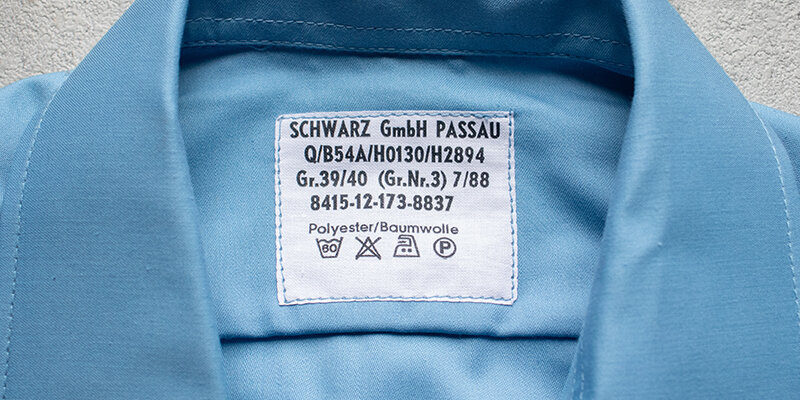 SCHWARZ GmbH PASSAU
Q/B54A/H0130/H2894
Gr.39/40 (Gr.Nr.3) 7/88
8415-12-173-8837
Polyester/Baumwolle
60 P